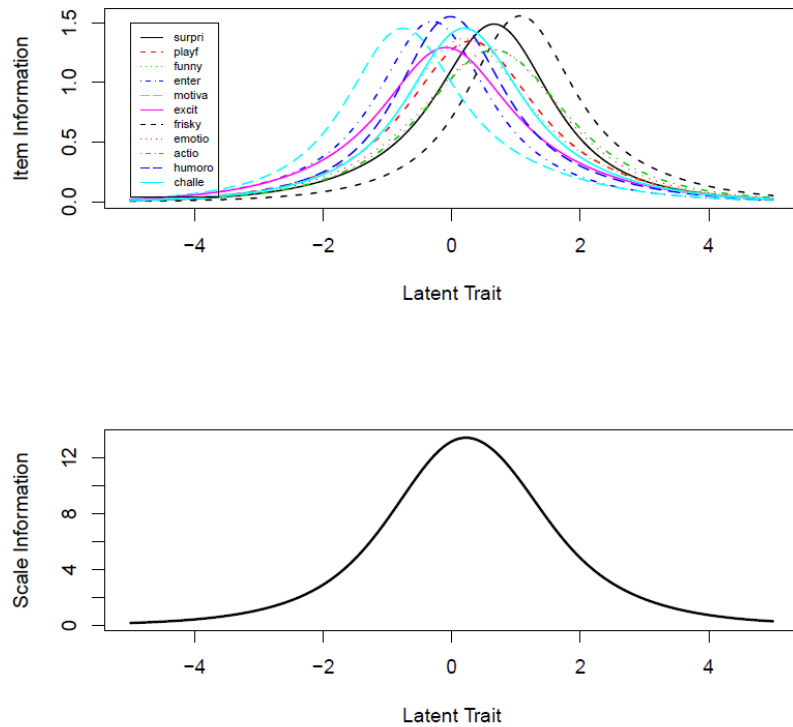 Item Information
1.5
1.0
0.5
0.0
surpri
playf
funny
enter
motiva
excit
frisky
emotio
actio
humoro
challe
−4 −2 0 2 4
Latent Trait
Scale Information
12
8
4
0
−4 −2 0 2 4
Latent Trait